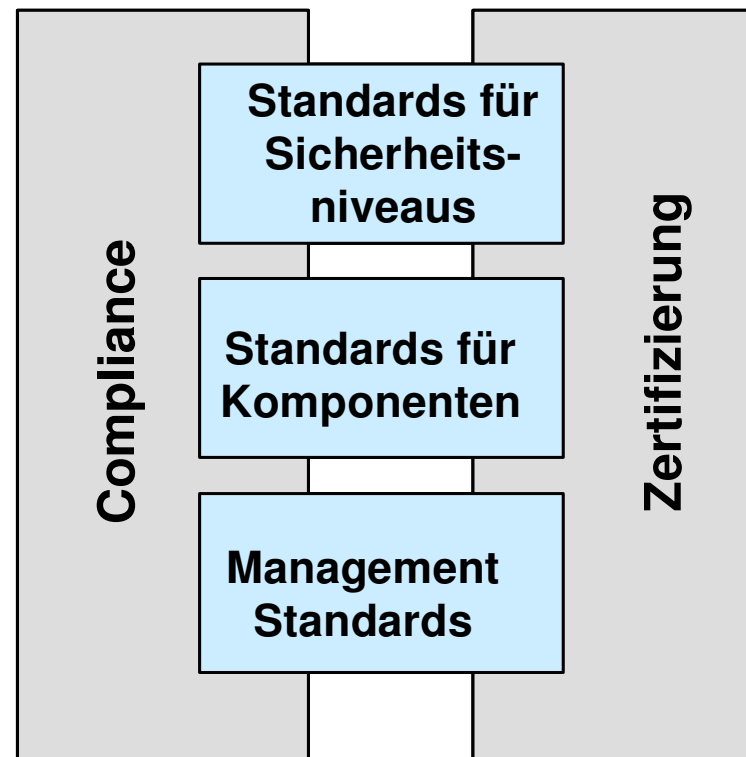 Compliance
Standards für
Sicherheits-
niveaus
Standards für
Komponenten
Management
Standards
Zertifizierung